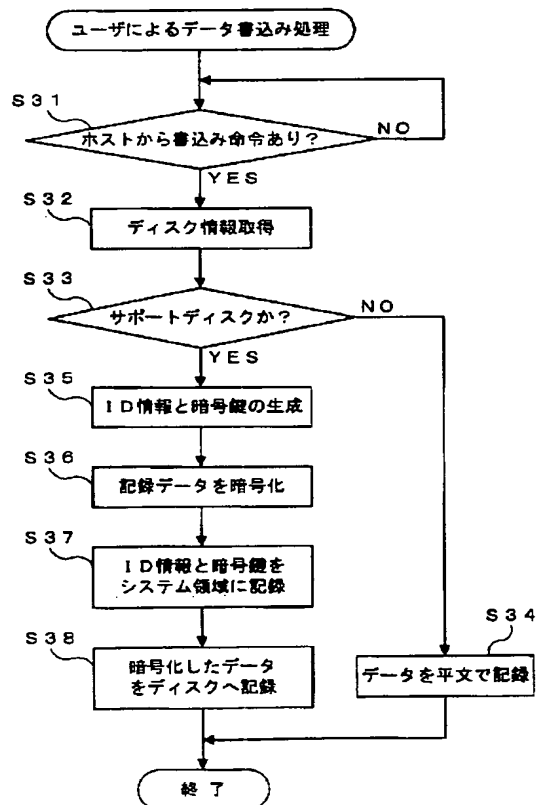 ユーザによるデータ書込み処理
S31
ホストから書込み命令あり?
NO
YES
S32
ディスク情報取得
S33
サポートディスクか?
NO
YES
S35
ID情報と暗号鍵の生成
S36
記録データを暗号化
S37
ID情報と暗号鍵を
システム領域に記録
S34
データを平文で記録
S38
暗号化したデータ
をディスクへ記録
終了